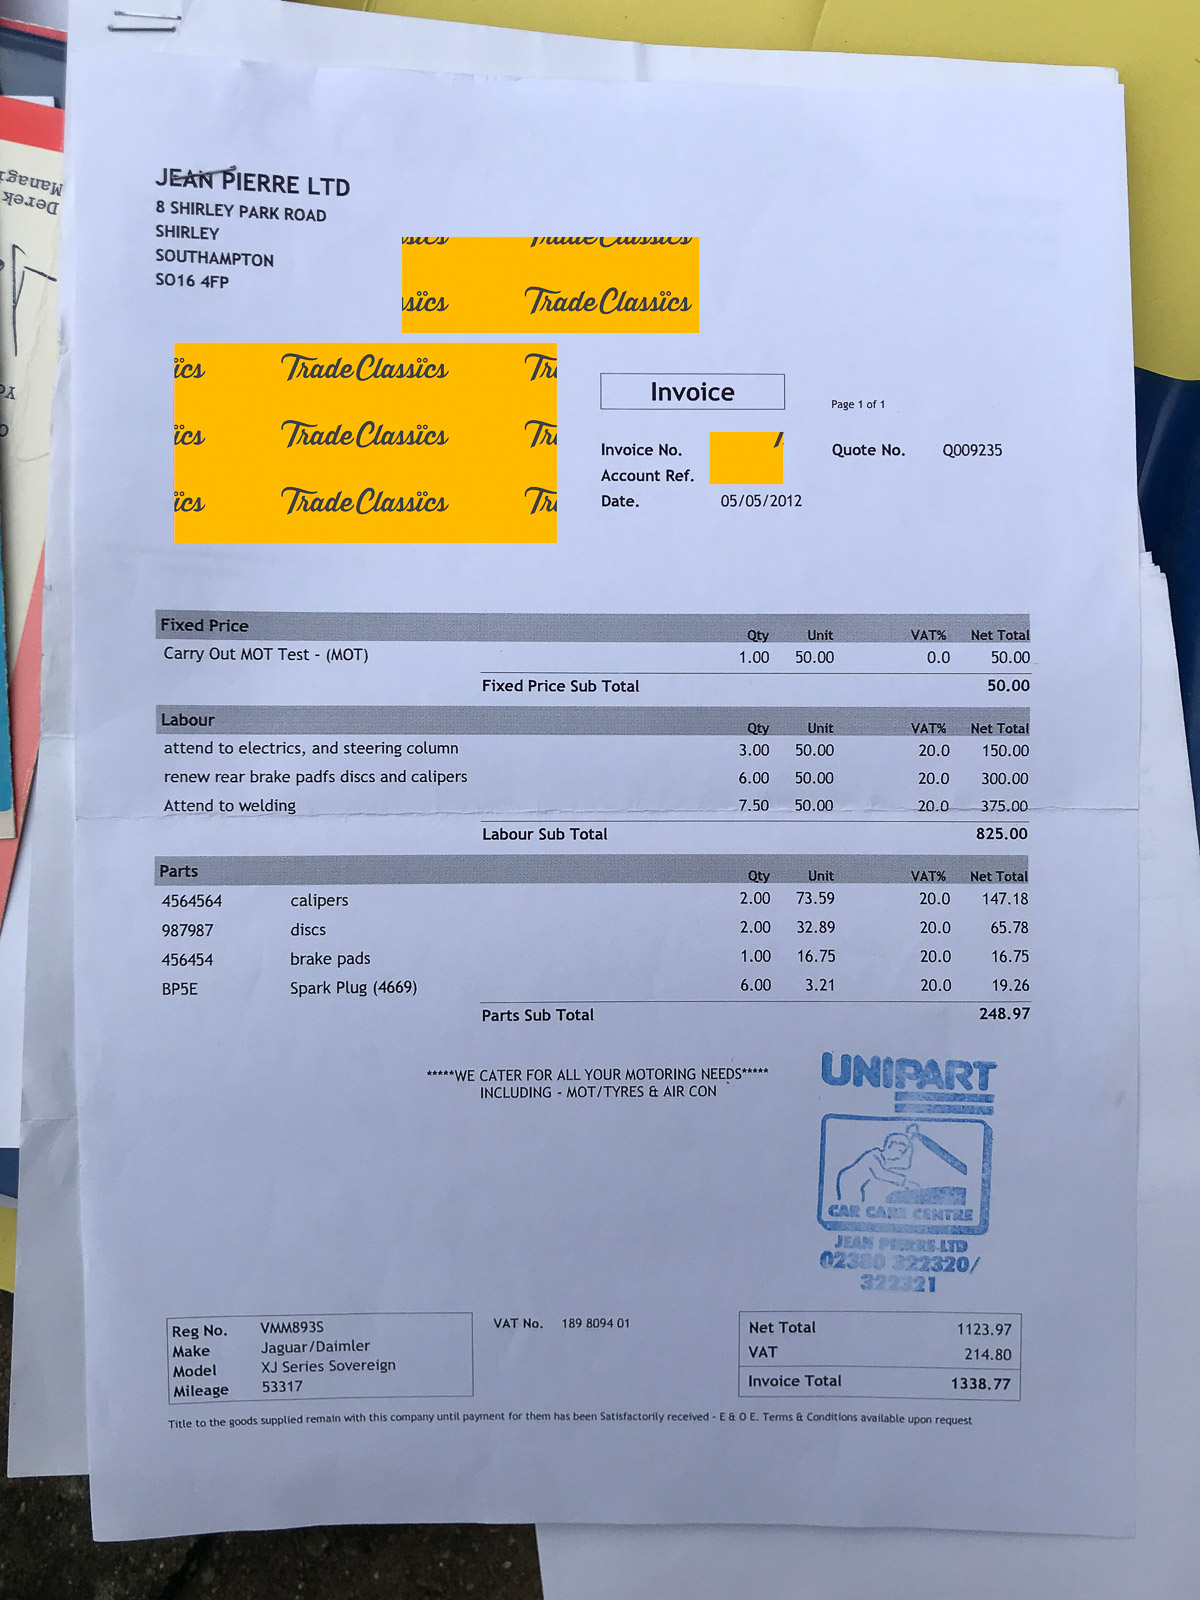 JEAN PIERRE LTD
8 SHIRLEY PARK ROAD
SHIRLEY
SOUTHAMPTON
SO16 4FP
Trade Classics
Trade Classics
Trade Classics
Trade Classics
Invoice
Page 1 of 1
Invoice No.
Quote No. Q009235
Account Ref.
Date. 05/05/2012
Fixed Price Qty Unit VAT% Net Total
Carry Out MOT Test - (MOT) 1.00 50.00 0.0 50.00
Fixed Price Sub Total 50.00
Labour Qty Unit VAT% Net Total
attend to electrics, and steering column 3.00 50.00 20.0 150.00
renew rear brake padfs discs and calipers 6.00 50.00 20.0 300.00
Attend to welding 7.50 50.00 20.0 375.00
Labour Sub Total 825.00
Parts Qty Unit VAT% Net Total
4564564 calipers 2.00 73.59 20.0 147.18
987987 discs 2.00 32.89 20.0 65.78
456454 brake pads 1.00 16.75 20.0 16.75
BP5E Spark Plug (4669) 6.00 3.21 20.0 19.26
Parts Sub Total 248.97
*****WE CATER FOR ALL YOUR MOTORING NEEDS*****
INCLUDING - MOT/TYRES & AIR CON
UNIPART
CAR CARE CENTRE
JEAN PIERRE LTD
02380 322320/
322321
Reg No. VMM893S
Make Jaguar/Daimler
Model XJ Series Sovereign
Mileage 53317
VAT No. 189 8094 01
Net Total 1123.97
VAT 214.80
Invoice Total 1338.77
Title to the goods supplied remain with this company until payment for them has been Satisfactorily received - E & O E. Terms & Conditions available upon request
Derek